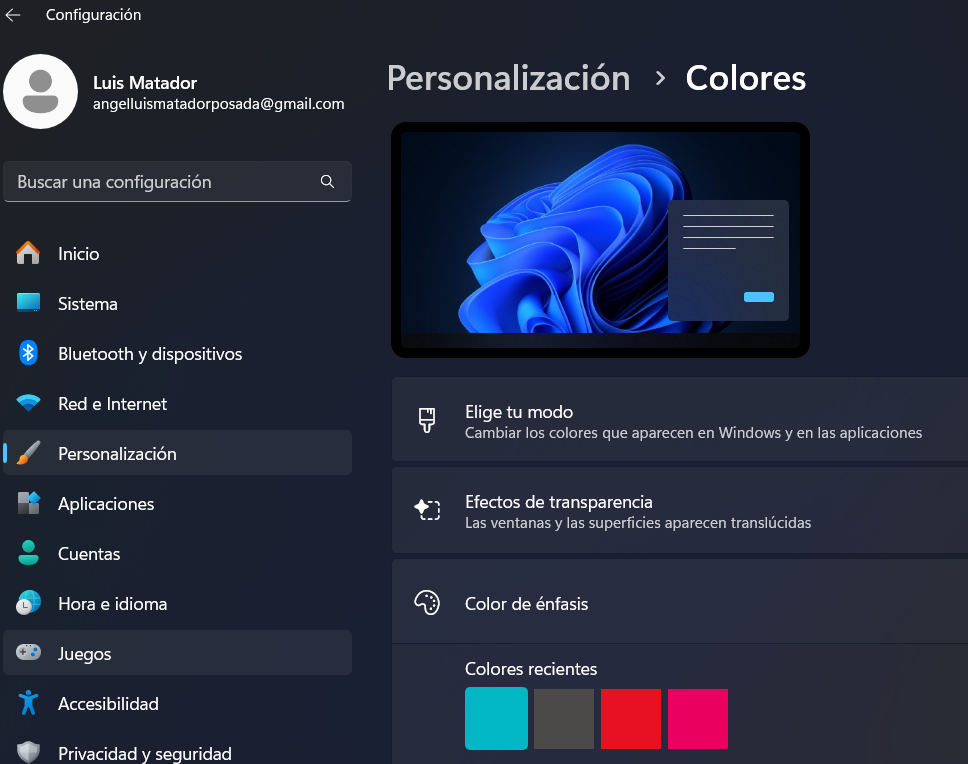 Configuración
Luis Matador
angelluismatadorposada@gmail.com
Buscar una configuración
Inicio
Sistema
Bluetooth y dispositivos
Red e Internet
Personalización
Aplicaciones
Cuentas
Hora e idioma
Juegos
Accesibilidad
Privacidad y seguridad
Personalización > Colores
Elige tu modo
Cambiar los colores que aparecen en Windows y en las aplicaciones
Efectos de transparencia
Las ventanas y las superficies aparecen translúcidas
Color de énfasis
Colores recientes